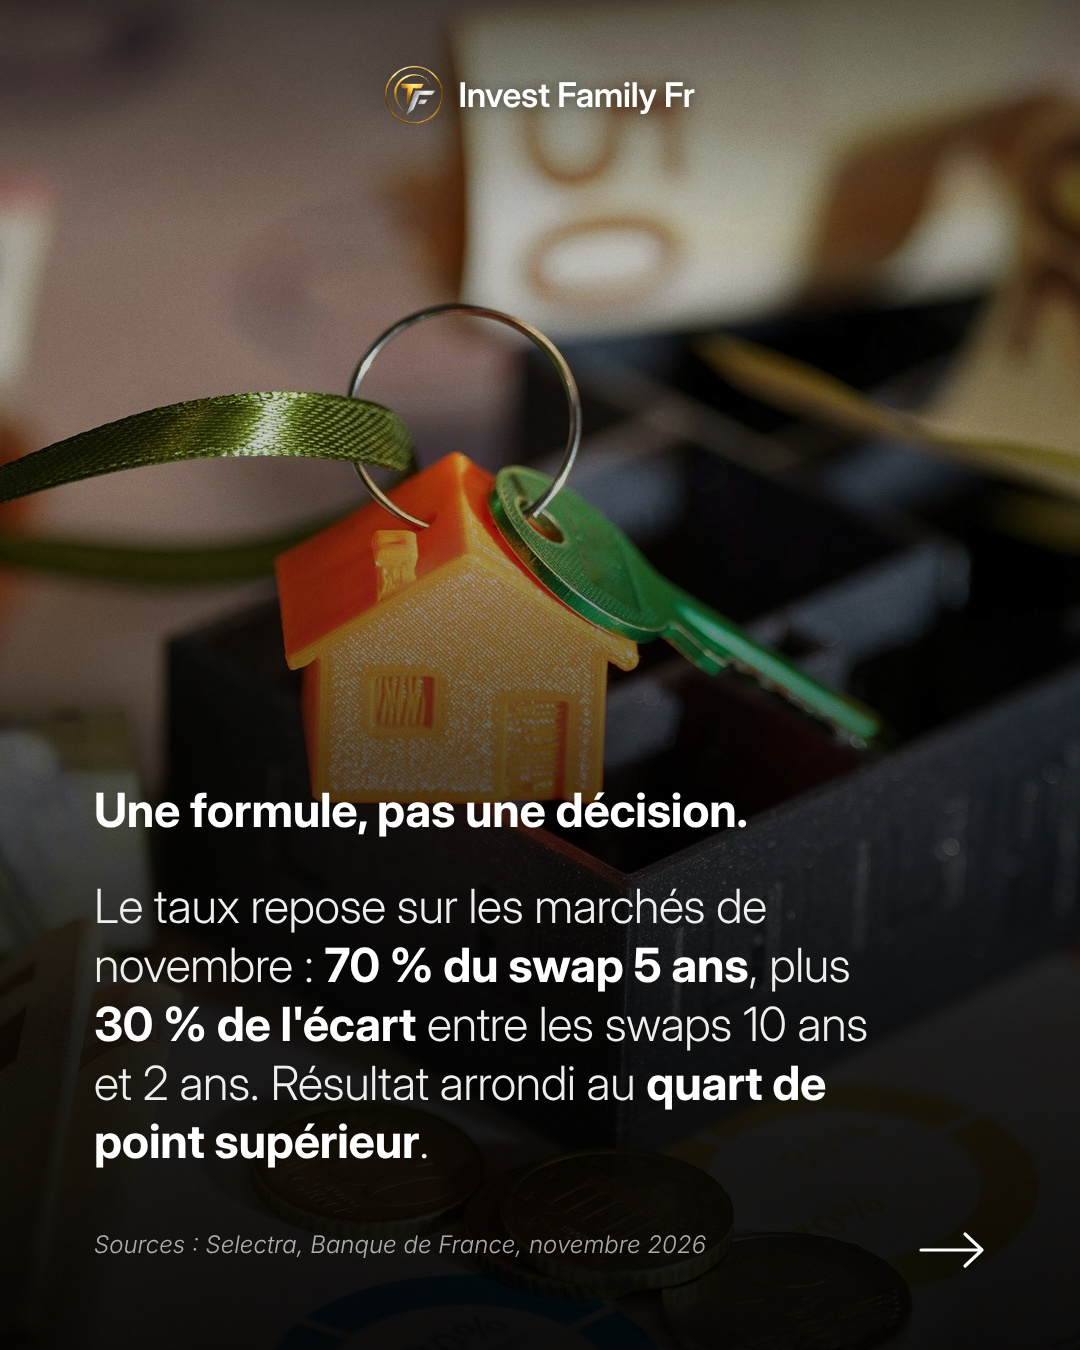 TF Invest Family Fr
50
Une formule, pas une décision.
Le taux repose sur les marchés de
novembre : 70 % du swap 5 ans, plus
30 % de l'écart entre les swaps 10 ans
et 2 ans. Résultat arrondi au quart de
point supérieur.
Sources : Selectra, Banque de France, novembre 2026